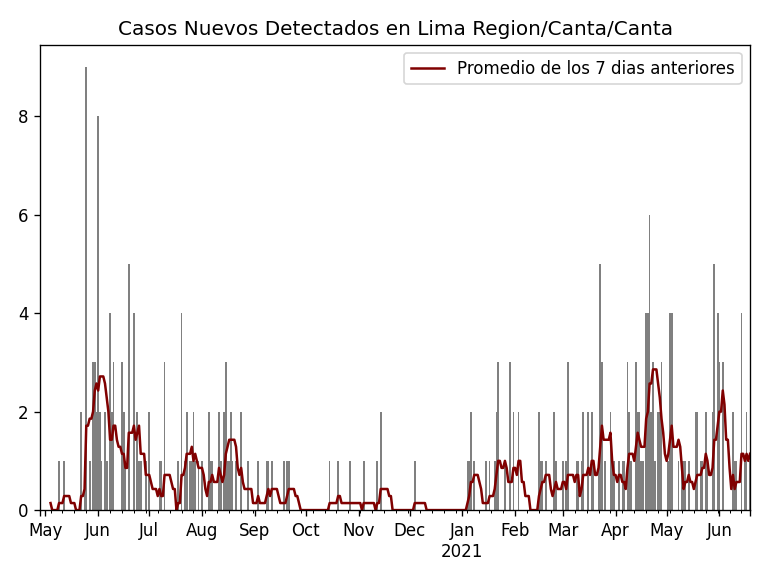 Casos Nuevos Detectados en Lima Region/Canta/Canta
Promedio de los 7 dias anteriores
8
6
4
2
0
May Jun Jul Aug Sep Oct Nov Dec Jan Feb Mar Apr May Jun
2021